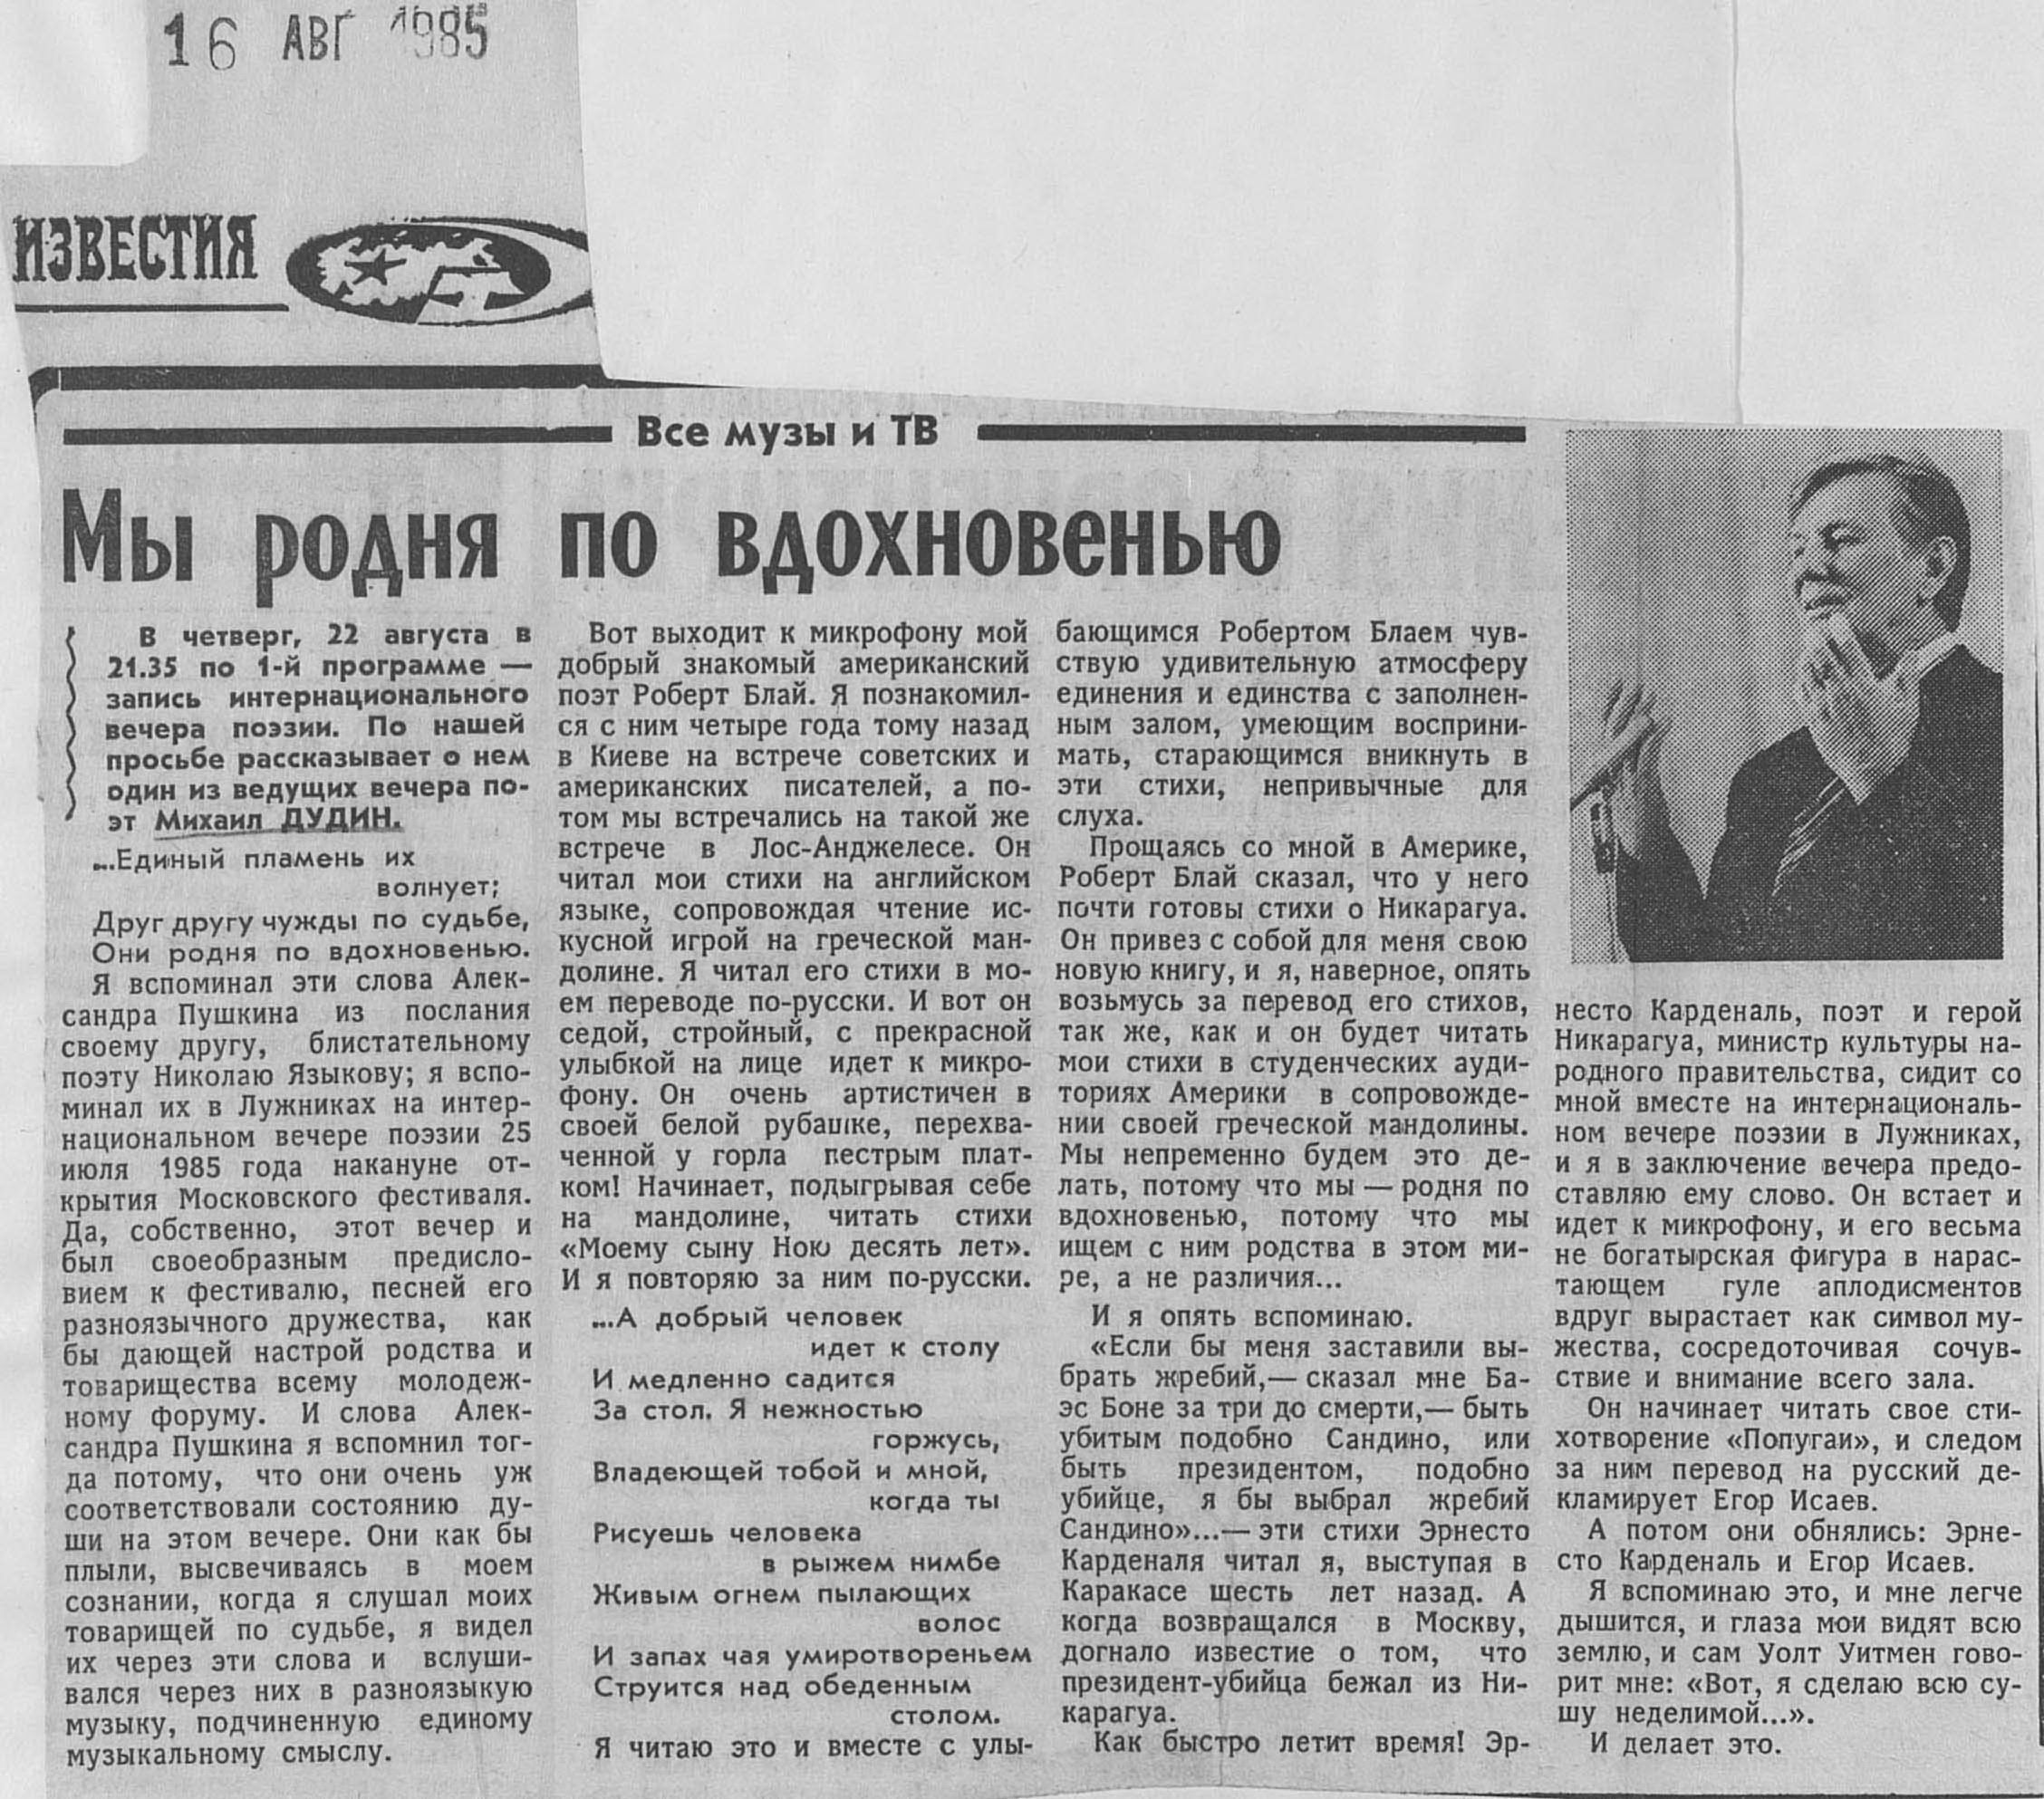 16 АВГ 1985
ИЗВЕСТИЯ
Все музы и ТВ
Мы родня по вдохновенью
В четверг, 22 августа в
21.35 по 1-й программе —
запись интернационального
вечера поэзии. По нашей
просьбе рассказывает о нем
один из ведущих вечера по-
эт Михаил ДУДИН.
...Единый пламень их
волнует;
Друг другу чужды по судьбе,
Они родня по вдохновенью.
Я вспоминал эти слова Алек-
сандра Пушкина из послания
своему другу, блистательному
поэту Николаю Языкову; я вспо-
минал их в Лужниках на интер-
национальном вечере поэзии 25
июля 1985 года накануне от-
крытия Московского фестиваля.
Да, собственно, этот вечер и
был своеобразным предисло-
вием к фестивалю, песней его
разноязычного дружества, как
бы дающей настрой родства и
товарищества всему молодеж-
ному форуму. И слова Алек-
сандра Пушкина я вспомнил тог-
да потому, что они очень уж
соответствовали состоянию ду-
ши на этом вечере. Они как бы
плыли, высвечиваясь в моем
сознании, когда я слушал моих
товарищей по судьбе, я видел
их через эти слова и вслуши-
вался через них в разноязыкую
музыку, подчиненную единому
музыкальному смыслу.
Вот выходит к микрофону мой
добрый знакомый американский
поэт Роберт Блай. Я познакомил-
ся с ним четыре года тому назад
в Киеве на встрече советских и
американских писателей, а по-
том мы встречались на такой же
встрече в Лос-Анджелесе. Он
читал мои стихи на английском
языке, сопровождая чтение ис-
кусной игрой на греческой ман-
долине. Я читал его стихи в мо-
ем переводе по-русски. И вот он
седой, стройный, с прекрасной
улыбкой на лице идет к микро-
фону. Он очень артистичен в
своей белой рубашке, перехва-
ченной у горла пестрым плат-
ком! Начинает, подыгрывая себе
на мандолине, читать стихи
«Моему сыну Ною десять лет».
И я повторяю за ним по-русски.
...А добрый человек
идет к столу
И медленно садится
За стол. Я нежностью
горжусь,
Владеющей тобой и мной,
когда ты
Рисуешь человека
в рыжем нимбе
Живым огнем пылающих
волос
И запах чая умиротвореньем
Струится над обеденным
столом.
Я читаю это и вместе с улы-
бающимся Робертом Блаем чув-
ствую удивительную атмосферу
единения и единства с заполнен-
ным залом, умеющим восприни-
мать, старающимся вникнуть в
эти стихи, непривычные для
слуха.
Прощаясь со мной в Америке,
Роберт Блай сказал, что у него
почти готовы стихи о Никарагуа.
Он привез с собой для меня свою
новую книгу, и я, наверное, опять
возьмусь за перевод его стихов,
так же, как и он будет читать
мои стихи в студенческих ауди-
ториях Америки в сопровожде-
нии своей греческой мандолины.
Мы непременно будем это де-
лать, потому что мы — родня по
вдохновенью, потому что мы
ищем с ним родства в этом ми-
ре, а не различия...
И я опять вспоминаю.
«Если бы меня заставили вы-
брать жребий,— сказал мне Ба-
эс Боне за три до смерти,— быть
убитым подобно Сандино, или
быть президентом, подобно
убийце, я бы выбрал жребий
Сандино»...— эти стихи Эрнесто
Карденаля читал я, выступая в
Каракасе шесть лет назад. А
когда возвращался в Москву,
догнало известие о том, что
президент-убийца бежал из Ни-
карагуа.
Как быстро летит время! Эр-
несто Карденаль, поэт и герой
Никарагуа, министр культуры на-
родного правительства, сидит со
мной вместе на интернациональ-
ном вечере поэзии в Лужниках,
и я в заключение вечера предо-
ставляю ему слово. Он встает и
идет к микрофону, и его весьма
не богатырская фигура в нарас-
тающем гуле аплодисментов
вдруг вырастает как символ му-
жества, сосредоточивая сочув-
ствие и внимание всего зала.
Он начинает читать свое сти-
хотворение «Попугаи», и следом
за ним перевод на русский де-
кламирует Егор Исаев.
А потом они обнялись: Эрне-
сто Карденаль и Егор Исаев.
Я вспоминаю это, и мне легче
дышится, и глаза мои видят всю
землю, и сам Уолт Уитмен гово-
рит мне: «Вот, я сделаю всю су-
шу неделимой...».
И делает это.